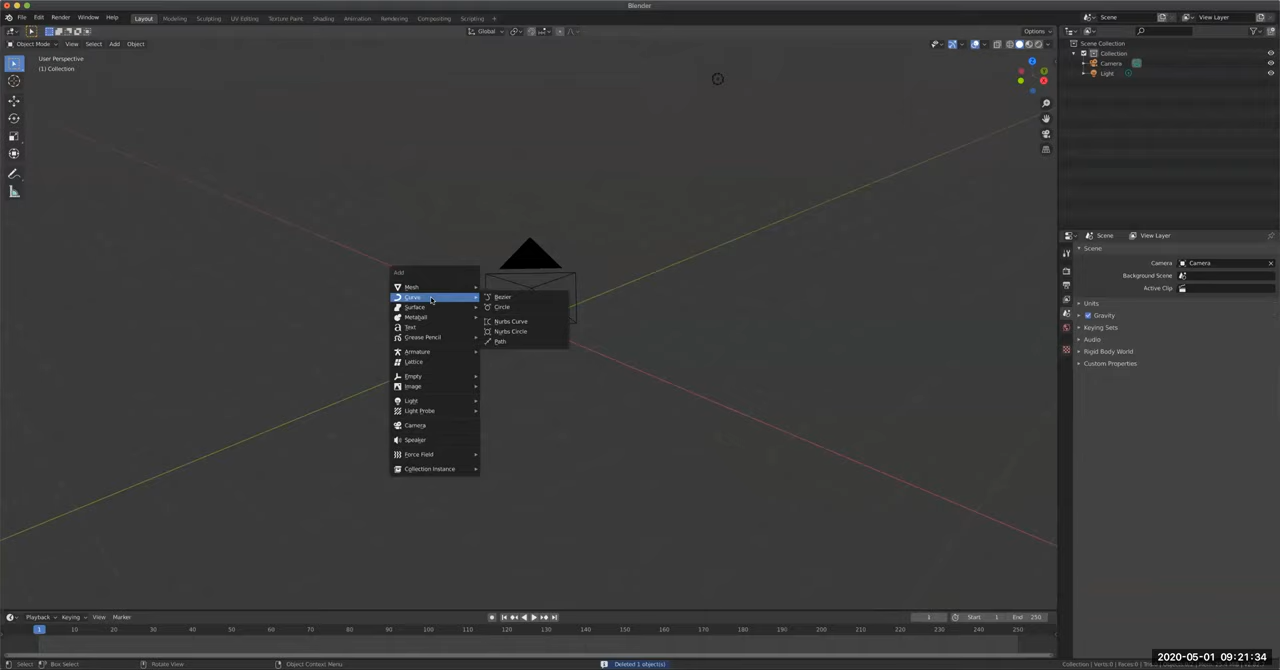 Blender
File Edit Render Window Help Layout Modeling Sculpting UV Editing Texture Paint Shading Animation Rendering Compositing Scripting + Scene View Layer
Global Options
Object Mode View Select Add Object
User Perspective
(1) Collection
Scene Collection
Collection
Camera
Light
Scene View Layer
Scene
Camera Camera
Background Scene
Active Clip
Units
Gravity
Keying Sets
Audio
Rigid Body World
Custom Properties
Add
Mesh
Curve
Surface
Metaball
Text
Grease Pencil
Armature
Lattice
Empty
Image
Light
Light Probe
Camera
Speaker
Force Field
Collection Instance
Bezier
Circle
Nurbs Curve
Nurbs Circle
Path
Playback Keying View Marker 1 Start 1 End 250
1 10 20 30 40 50 60 70 80 90 100 110 120 130 140 150 160 170 180 190 200 210 220 230 240 250
Select Box Select Rotate View Object Context Menu Deleted 1 object(s)
2020-05-01 09:21:34